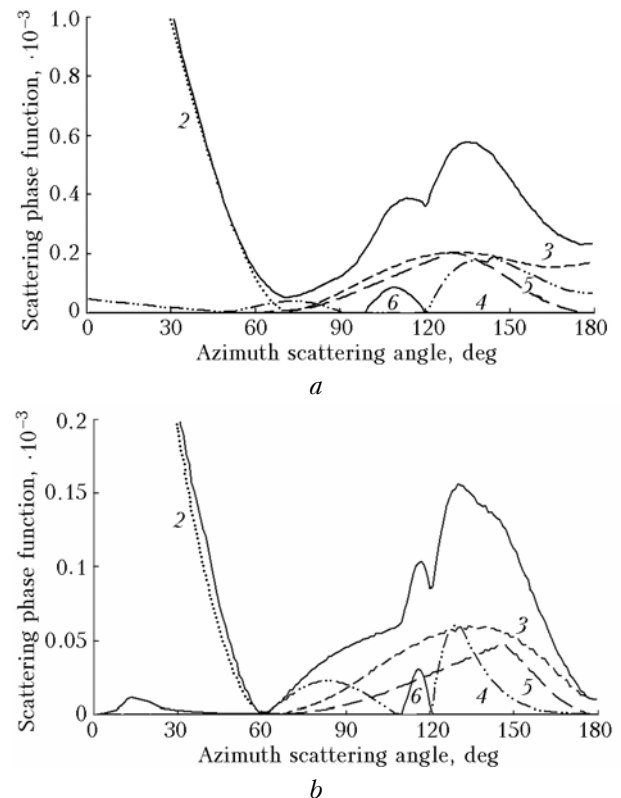 Scattering phase function, ·10⁻³
1.0
0.8
0.6
0.4
0.2
0
2
3
4
5
6
0 30 60 90 120 150 180
Azimuth scattering angle, deg
a
Scattering phase function, ·10⁻³
0.2
0.15
0.1
0.05
0
2
3
4
5
6
0 30 60 90 120 150 180
Azimuth scattering angle, deg
b